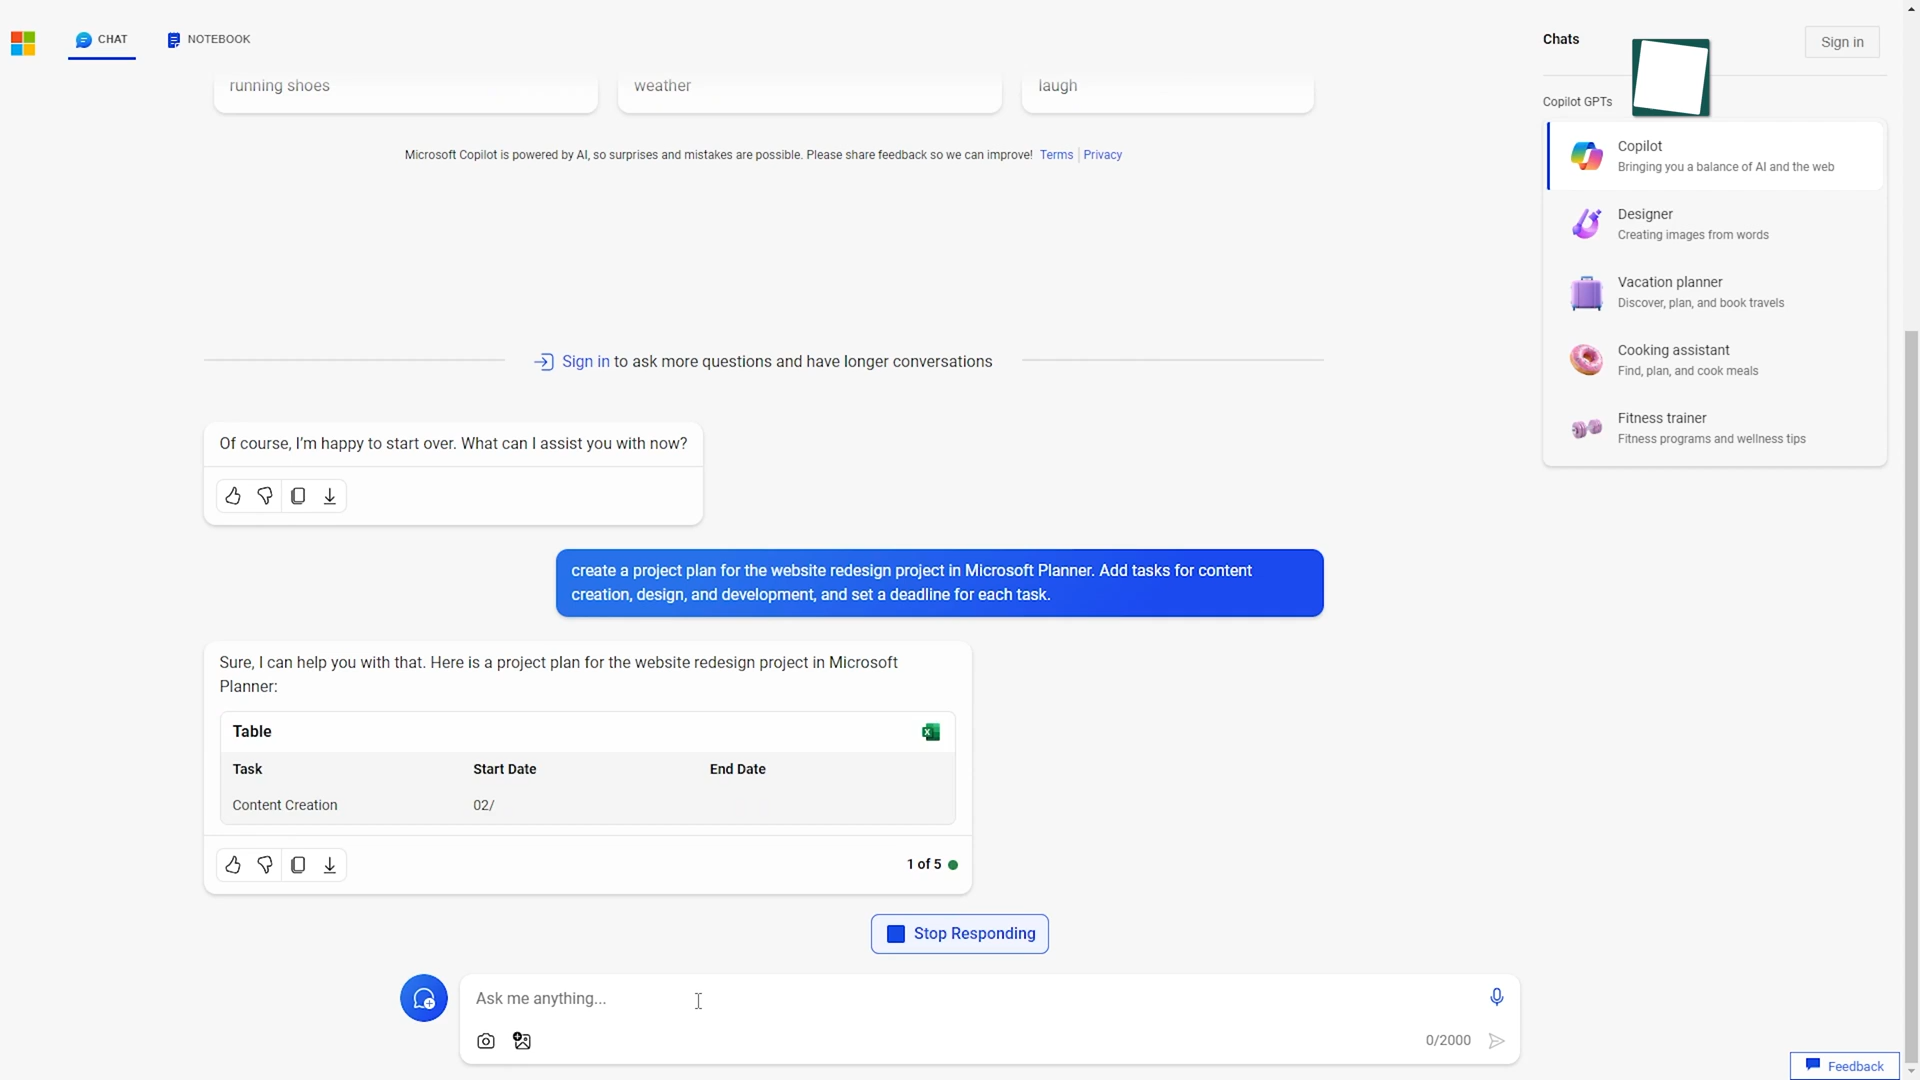 CHAT
NOTEBOOK
Chats
Sign in
running shoes
weather
laugh
Copilot GPTs
Microsoft Copilot is powered by AI, so surprises and mistakes are possible. Please share feedback so we can improve! Terms Privacy
Copilot
Bringing you a balance of AI and the web
Designer
Creating images from words
Vacation planner
Discover, plan, and book travels
Cooking assistant
Find, plan, and cook meals
Fitness trainer
Fitness programs and wellness tips
Sign in to ask more questions and have longer conversations
Of course, I'm happy to start over. What can I assist you with now?
create a project plan for the website redesign project in Microsoft Planner. Add tasks for content
creation, design, and development, and set a deadline for each task.
Sure, I can help you with that. Here is a project plan for the website redesign project in Microsoft
Planner:
Table
Task Start Date End Date
Content Creation 02/
1 of 5
Stop Responding
Ask me anything...
0/2000
Feedback